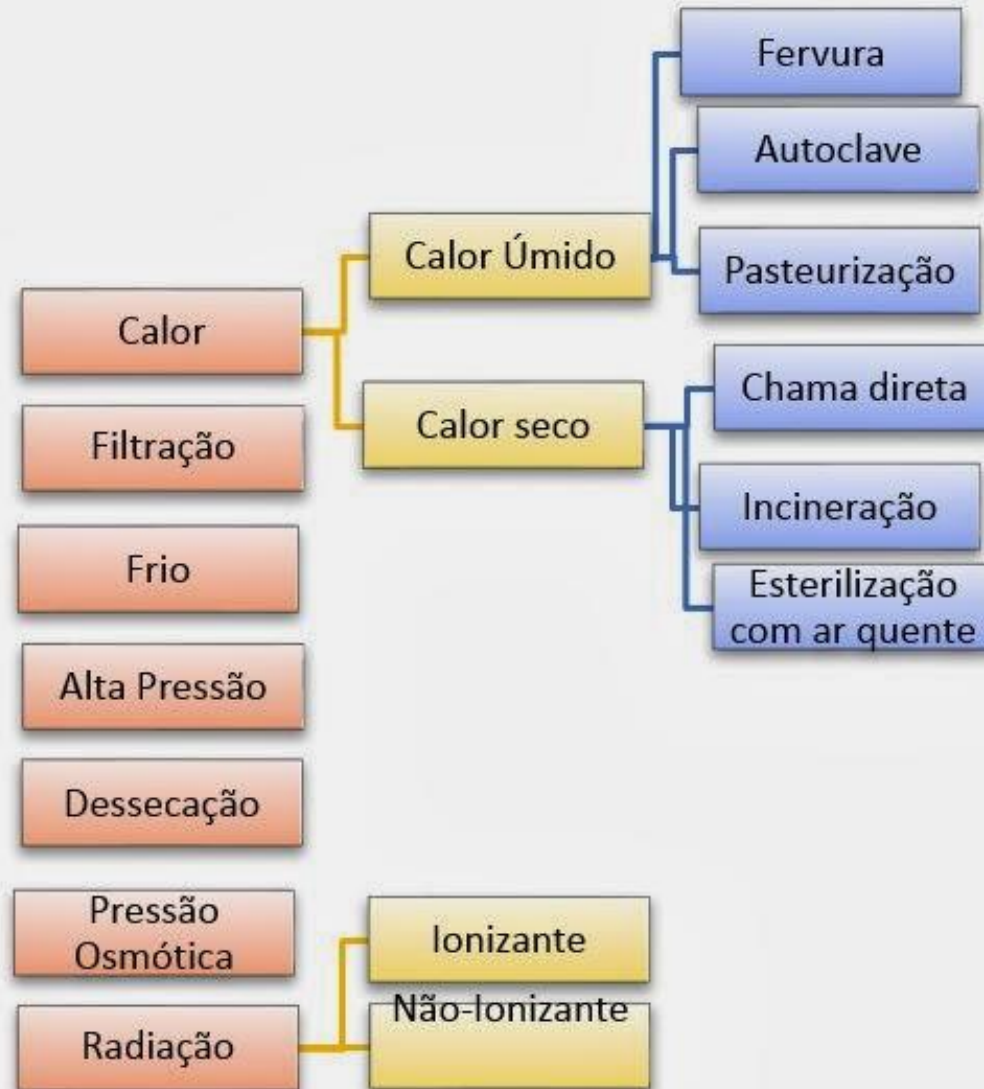 Fervura
Autoclave
Calor Úmido
Pasteurização
Calor
Chama direta
Calor seco
Filtração
Incineração
Frio
Esterilização
com ar quente
Alta Pressão
Dessecação
Pressão
Osmótica
Ionizante
Não-Ionizante
Radiação